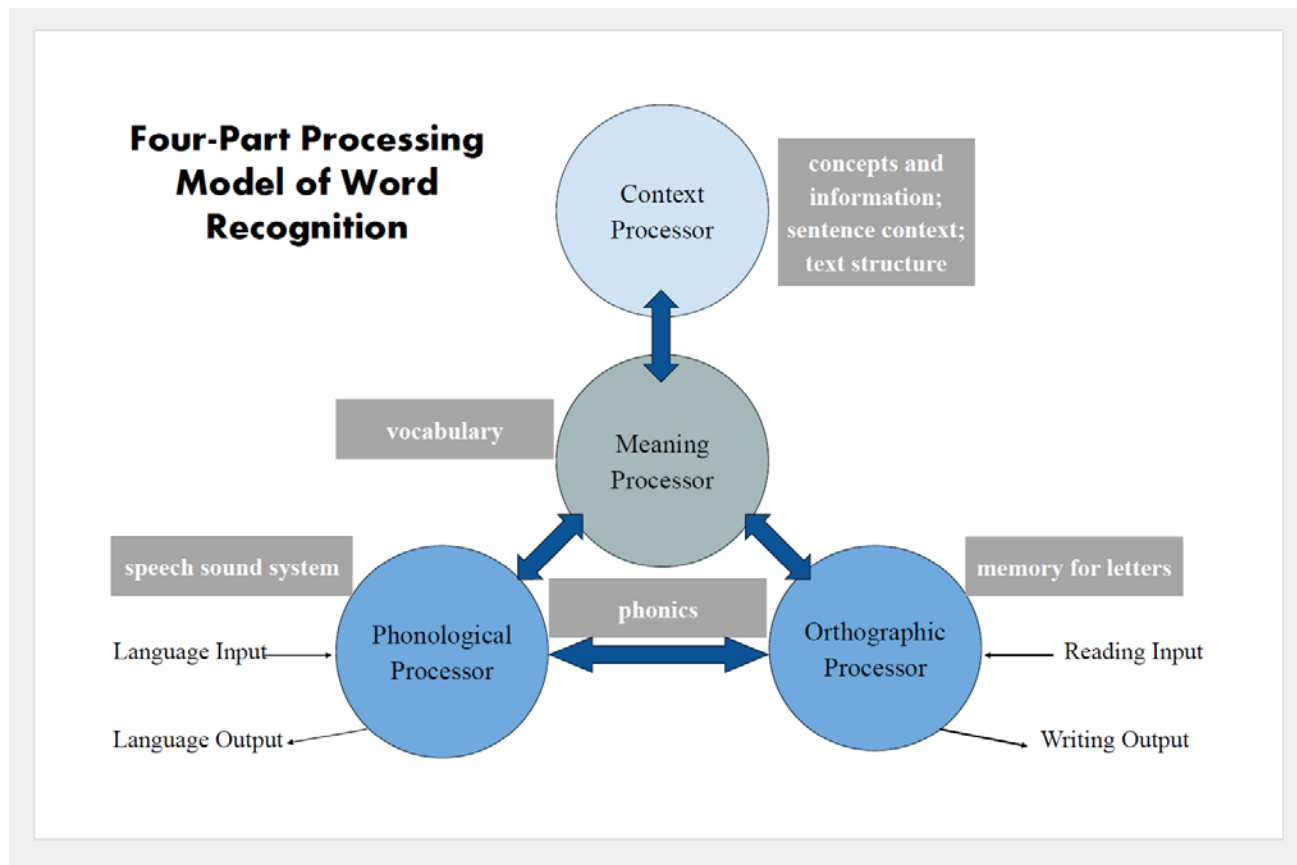 Four-Part Processing
Model of Word
Recognition
Context
Processor
concepts and
information;
sentence context;
text structure
vocabulary
Meaning
Processor
speech sound system
phonics
memory for letters
Phonological
Processor
Orthographic
Processor
Language Input
Reading Input
Language Output
Writing Output